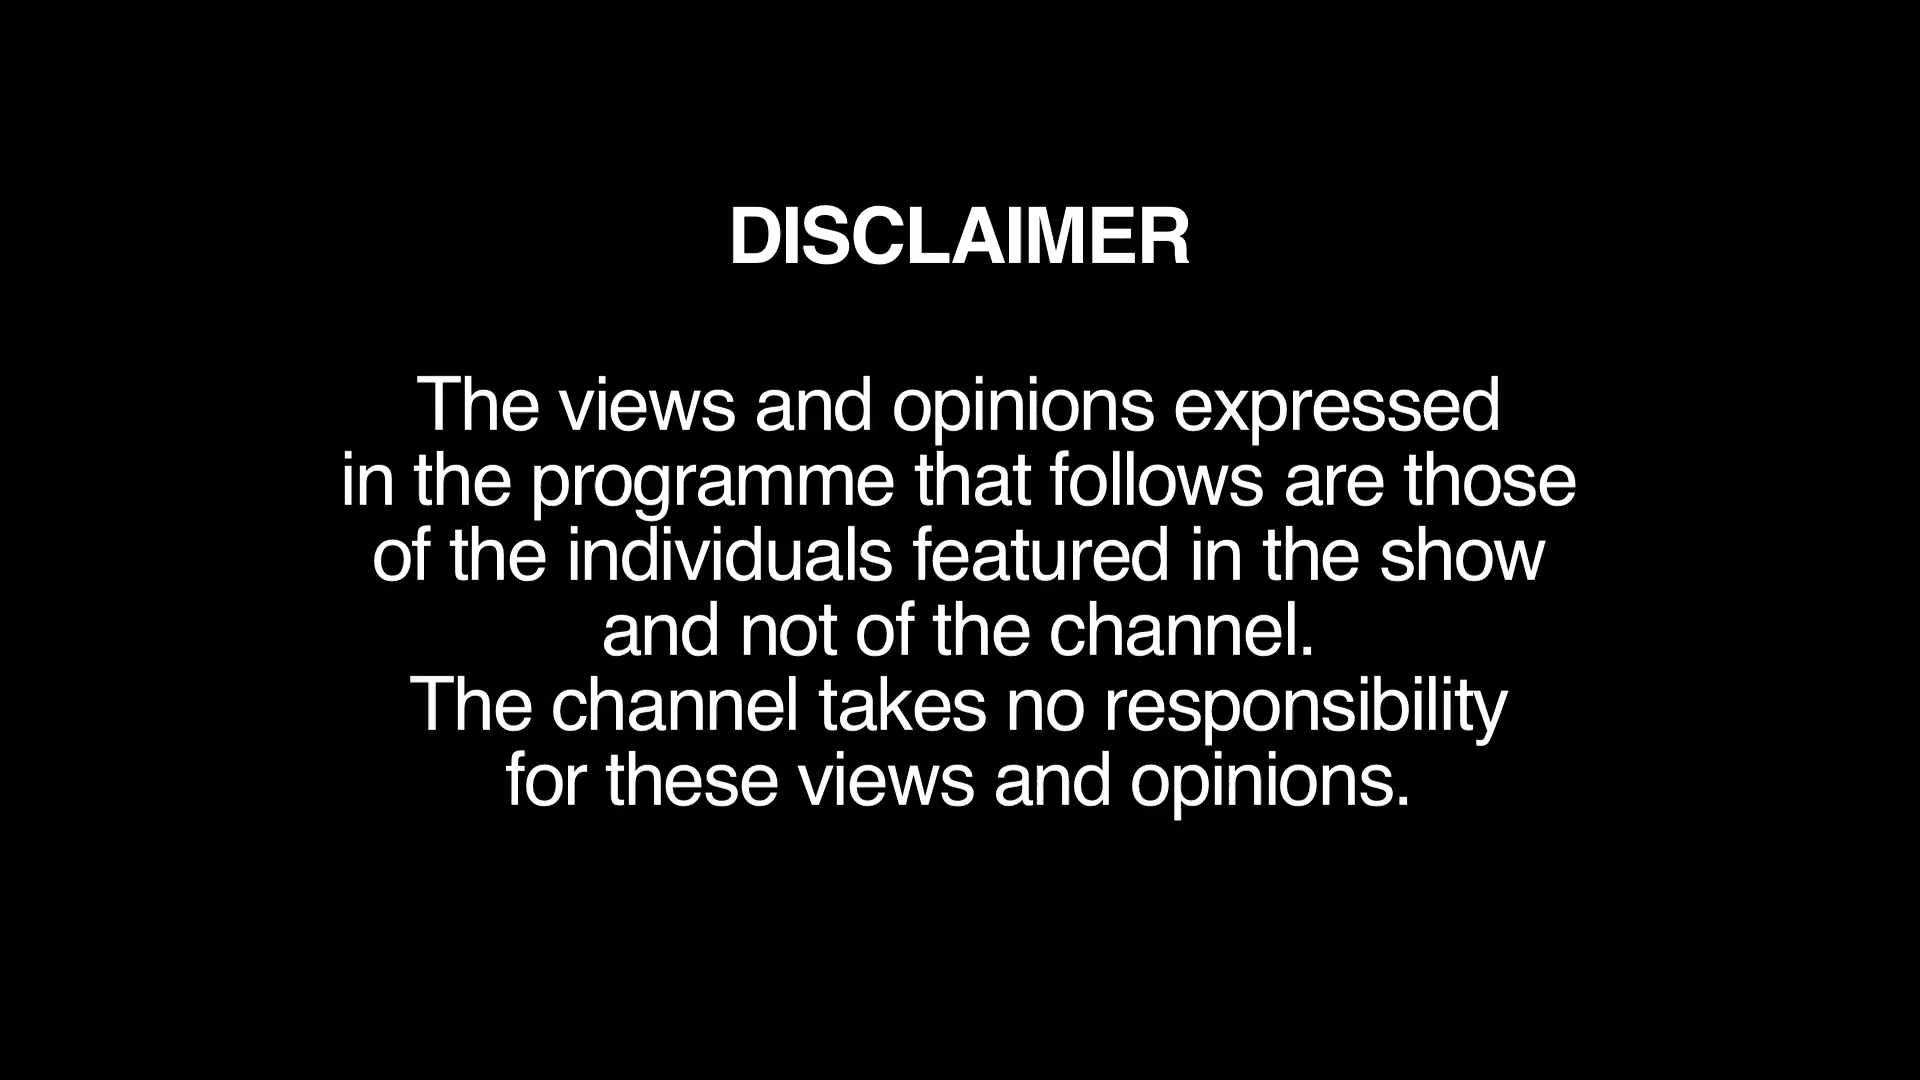 DISCLAIMER
The views and opinions expressed
in the programme that follows are those
of the individuals featured in the show
and not of the channel.
The channel takes no responsibility
for these views and opinions.